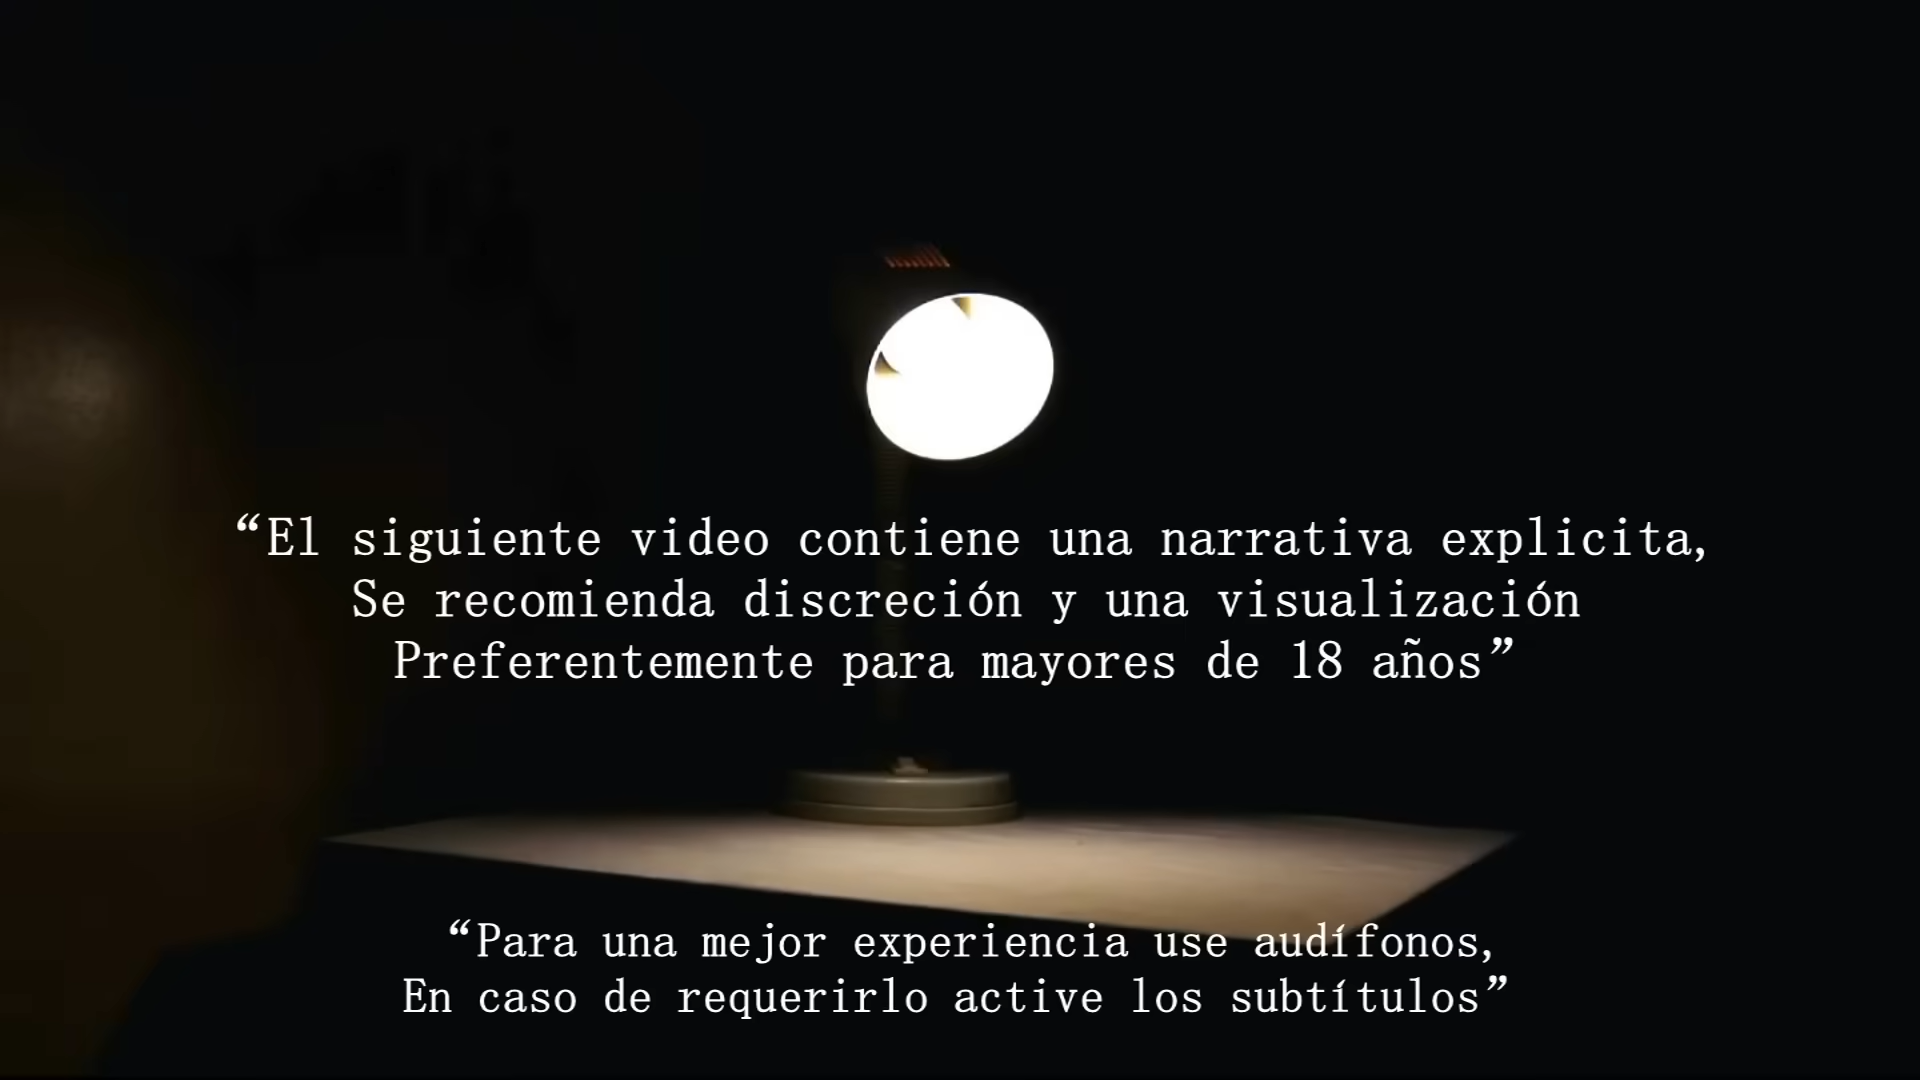 “El siguiente video contiene una narrativa explicita,
Se recomienda discreción y una visualización
Preferentemente para mayores de 18 años”
“Para una mejor experiencia use audífonos,
En caso de requerirlo active los subtítulos”